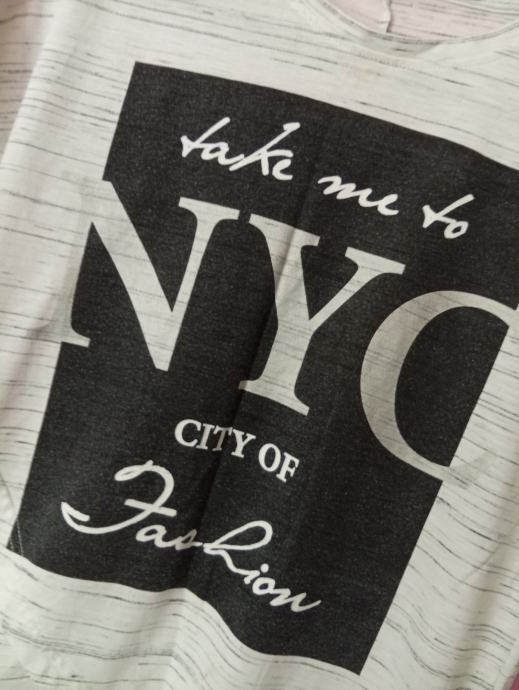 take me to
NYC
CITY OF
Fashion